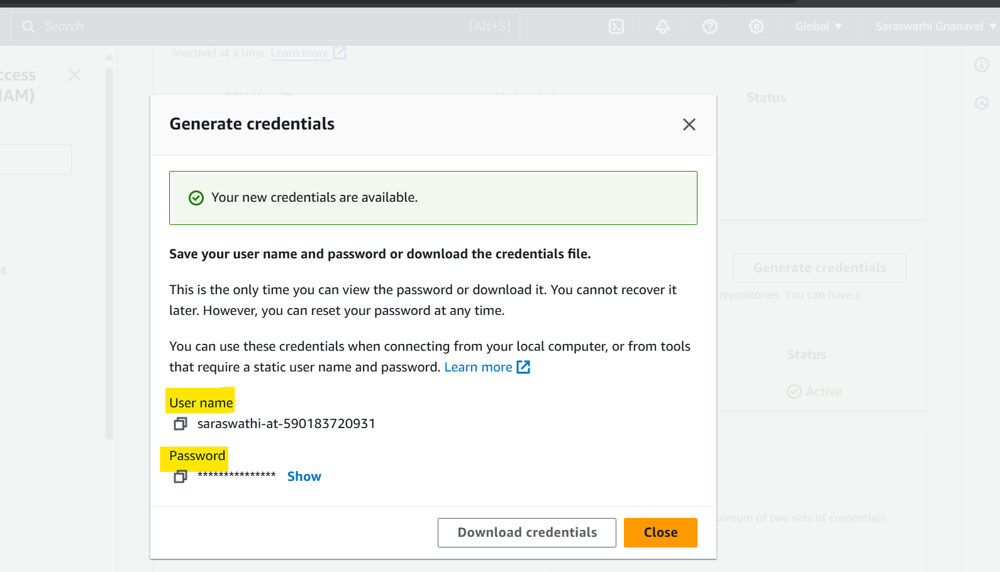 Search
[Alt+S]
Global
Saraswathi Gnanavel
inactive) at a time. Learn more
ccess
IAM)
Status
Generate credentials
Your new credentials are available.
Save your user name and password or download the credentials file.
This is the only time you can view the password or download it. You cannot recover it
later. However, you can reset your password at any time.
You can use these credentials when connecting from your local computer, or from tools
that require a static user name and password. Learn more
User name
saraswathi-at-590183720931
Password
*************** Show
Download credentials
Close
Generate credentials
repositories. You can have a
Status
Active
ximum of two sets of credentials